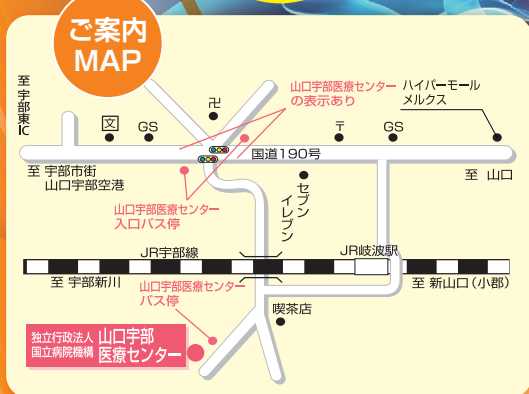 ご案内
MAP
至 宇部東IC
文
GS
卍
山口宇部医療センター
の表示あり
ハイパーモール
メルクス
〒
GS
国道190号
至 宇部市街
山口宇部空港
至 山口
山口宇部医療センター
入口バス停
セブン
イレブン
JR宇部線
JR岐波駅
至 宇部新川
至 新山口(小郡)
山口宇部医療センター
バス停
喫茶店
独立行政法人
国立病院機構
山口宇部
医療センター